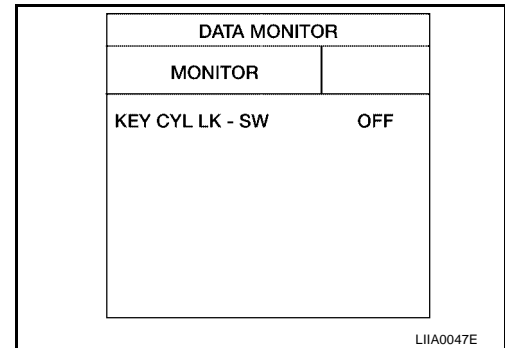 DATA MONITOR
MONITOR
KEY CYL LK - SW OFF
LIIA0047E